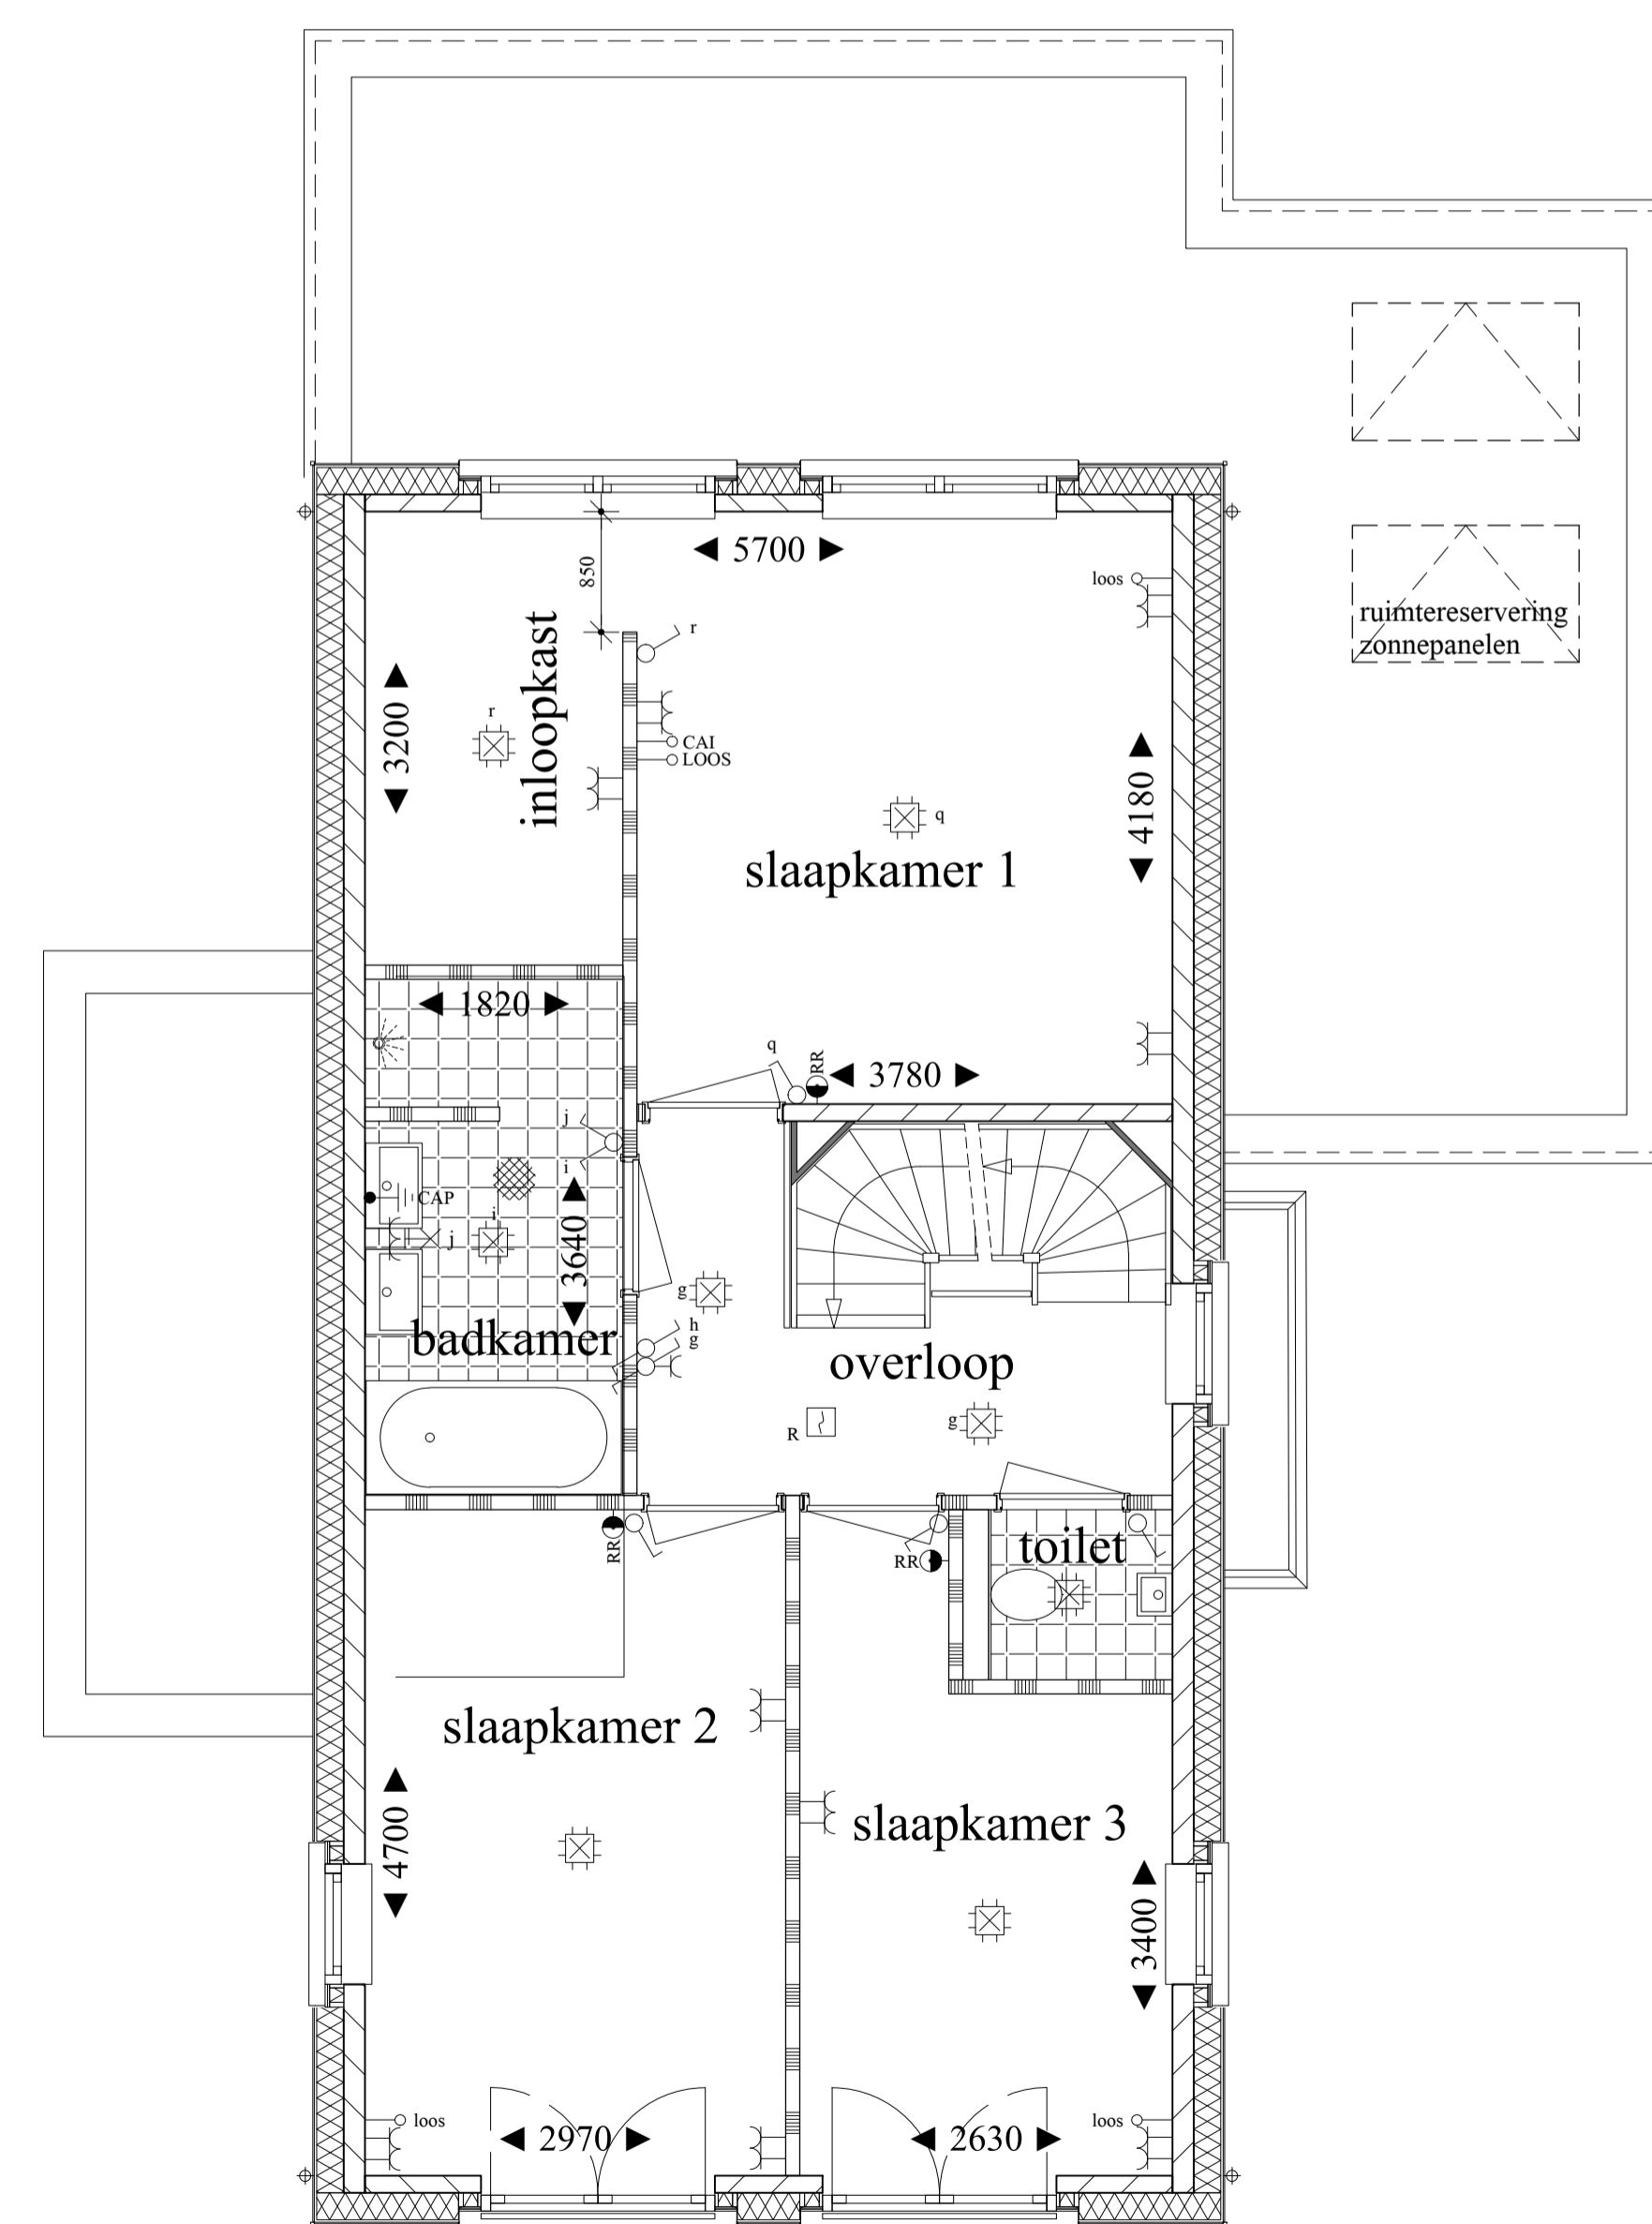 5700
850
loos
ruimtereservering
zonnepanelen
inloopkast
r
3200
r
CAI
LOOS
4180
q
slaapkamer 1
1820
q
RR
3780
j
i
CAP
i
j
3640
g
h
g
badkamer
overloop
R
g
toilet
RR
RR
slaapkamer 2
slaapkamer 3
4700
3400
loos
loos
2970
2630